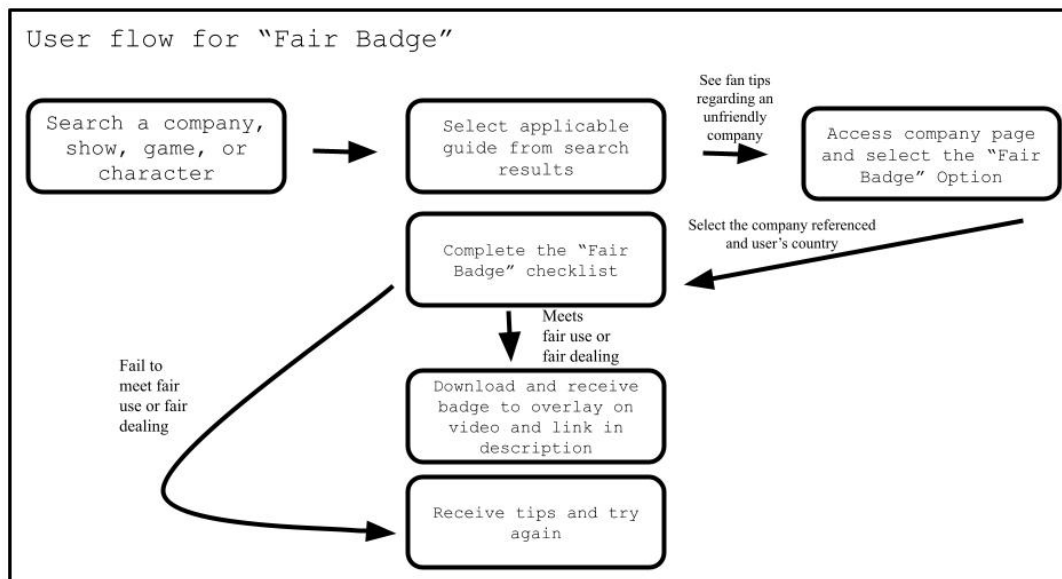 User flow for “Fair Badge”
Search a company,
show, game, or
character
Select applicable
guide from search
results
See fan tips
regarding an
unfriendly
company
Access company page
and select the “Fair
Badge” Option
Select the company referenced
and user’s country
Complete the “Fair
Badge” checklist
Meets
fair use or
fair dealing
Fail to
meet fair
use or fair
dealing
Download and receive
badge to overlay on
video and link in
description
Receive tips and try
again